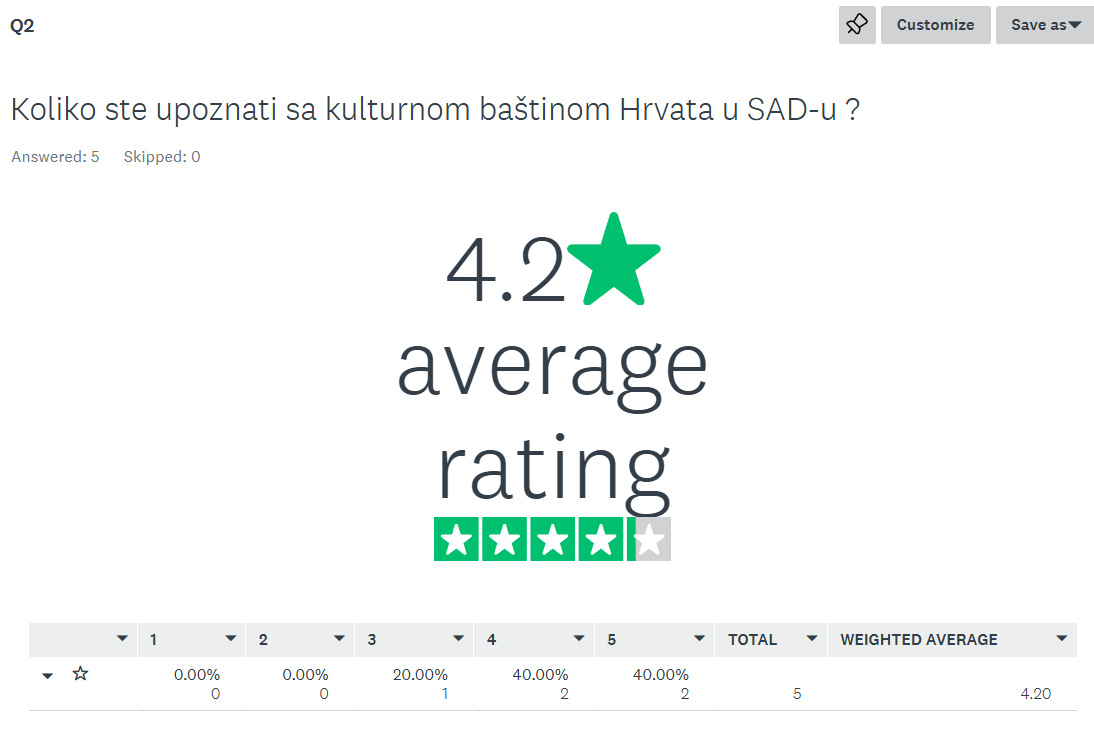 Q2
Customize
Save as
Koliko ste upoznati sa kulturnom baštinom Hrvata u SAD-u ?
Answered: 5 Skipped: 0
4.2
average
rating
1 2 3 4 5 TOTAL WEIGHTED AVERAGE
0.00% 0.00% 20.00% 40.00% 40.00%
0 0 1 2 2 5 4.20